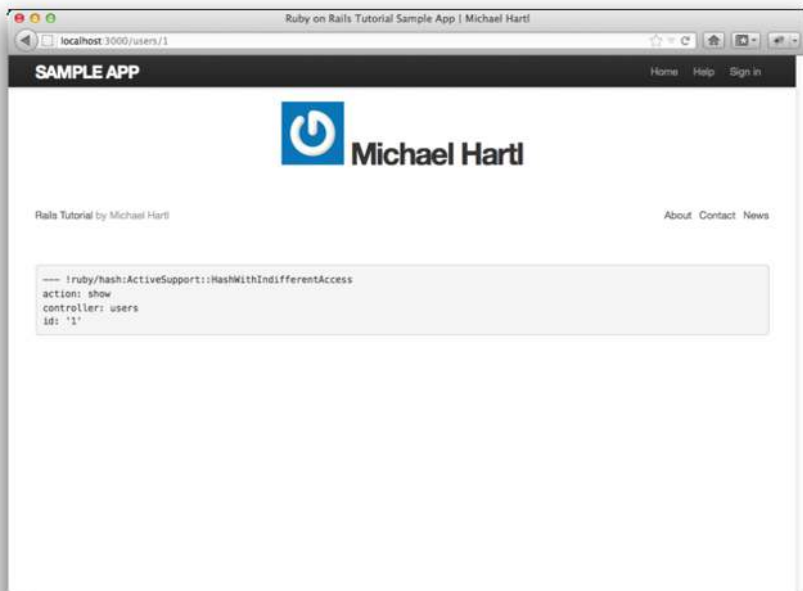 Ruby on Rails Tutorial Sample App | Michael Hartl
localhost:3000/users/1
SAMPLE APP
Home Help Sign in
Michael Hartl
Rails Tutorial by Michael Hartl
About Contact News
--- !ruby/hash:ActiveSupport::HashWithIndifferentAccess
action: show
controller: users
id: '1'